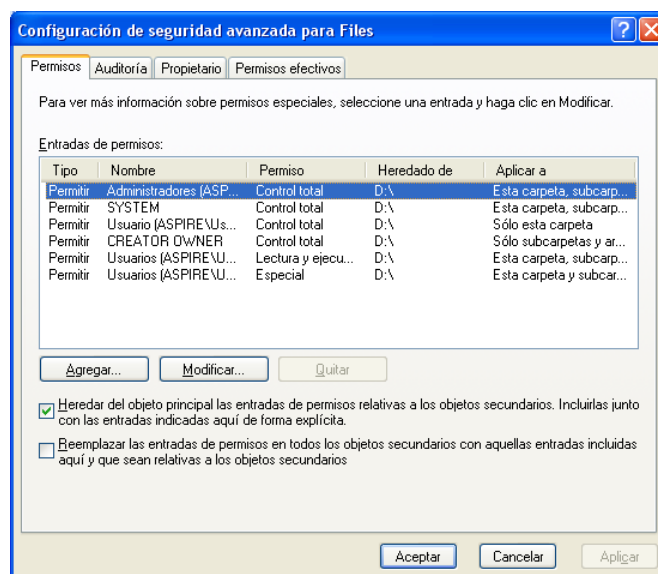 Configuración de seguridad avanzada para Files
Permisos Auditoría Propietario Permisos efectivos
Para ver más información sobre permisos especiales, seleccione una entrada y haga clic en Modificar.
Entradas de permisos:
Tipo Nombre Permiso Heredado de Aplicar a
Permitir Administradores (ASP... Control total D:\ Esta carpeta, subcarp...
Permitir SYSTEM Control total D:\ Esta carpeta, subcarp...
Permitir Usuario (ASPIRE\Us... Control total D:\ Sólo esta carpeta
Permitir CREATOR OWNER Control total D:\ Sólo subcarpetas y ar...
Permitir Usuarios (ASPIRE\U... Lectura y ejecu... D:\ Esta carpeta, subcarp...
Permitir Usuarios (ASPIRE\U... Especial D:\ Esta carpeta y subcar...
Agregar... Modificar... Quitar
Heredar del objeto principal las entradas de permisos relativas a los objetos secundarios. Incluirlas junto
con las entradas indicadas aquí de forma explícita.
Reemplazar las entradas de permisos en todos los objetos secundarios con aquellas entradas incluidas
aquí y que sean relativas a los objetos secundarios
Aceptar Cancelar Aplicar